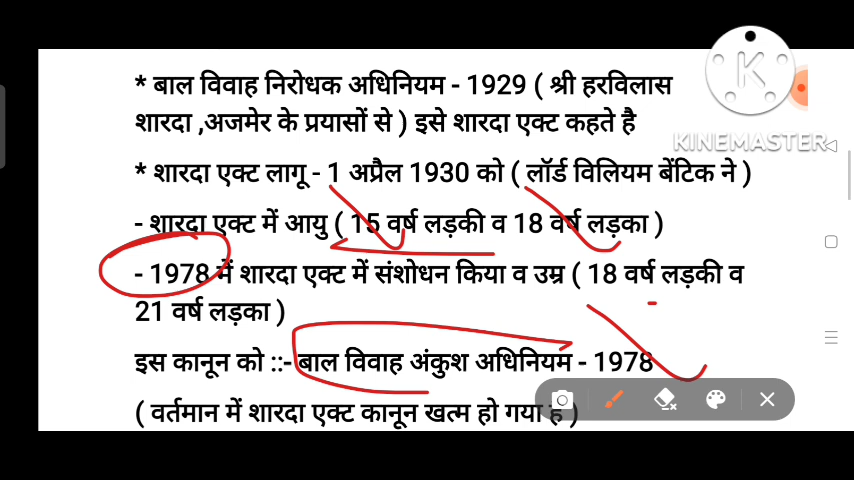 * बाल विवाह निरोधक अधिनियम - 1929 ( श्री हरविलास
शारदा ,अजमेर के प्रयासों से ) इसे शारदा एक्ट कहते है
* शारदा एक्ट लागू - 1 अप्रैल 1930 को ( लॉर्ड विलियम बेंटिक ने )
- शारदा एक्ट में आयु ( 15 वर्ष लड़की व 18 वर्ष लड़का )
- 1978 में शारदा एक्ट में संशोधन किया व उम्र ( 18 वर्ष लड़की व
21 वर्ष लड़का )
इस कानून को ::- बाल विवाह अंकुश अधिनियम - 1978
( वर्तमान में शारदा एक्ट कानून खत्म हो गया है )
K
KINEMASTER